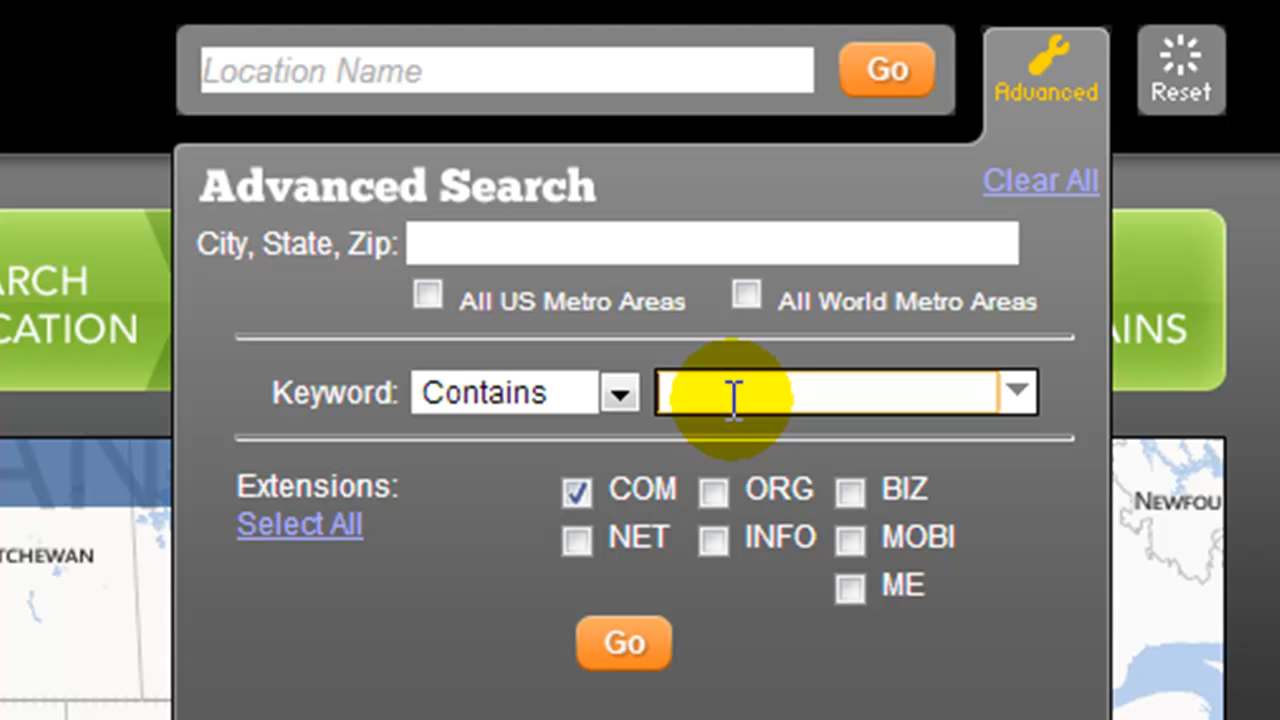 Location Name
Go
Advanced
Reset
Advanced Search
Clear All
City, State, Zip:
All US Metro Areas
All World Metro Areas
ARCH
CATION
AINS
Keyword: Contains
Extensions:
Select All
COM ORG BIZ
NET INFO MOBI
ME
Go
TCHEWAN
NEWFOU